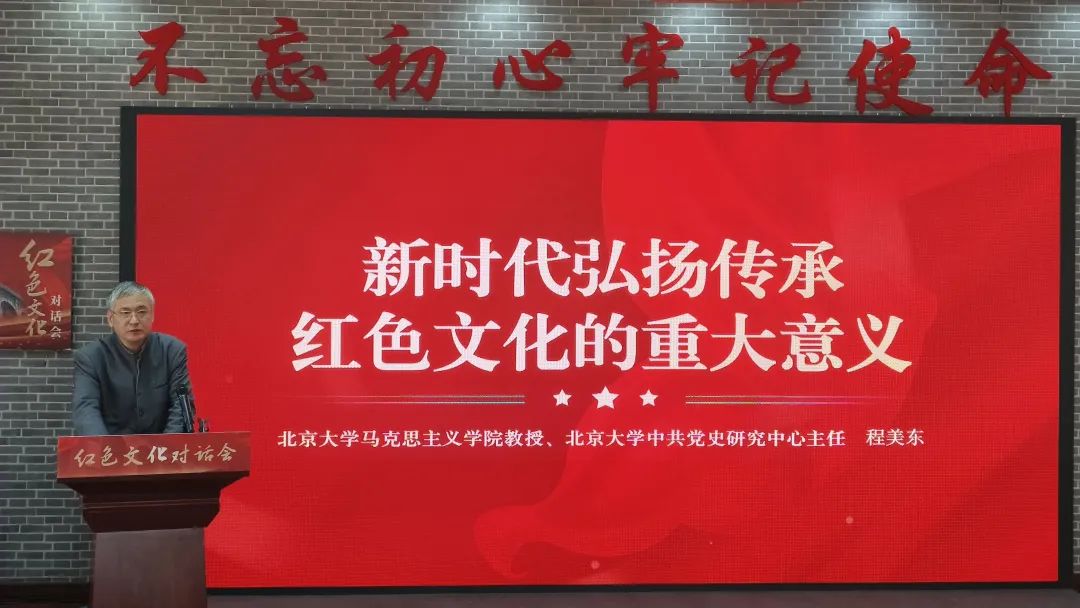 不忘初心牢记使命
新时代弘扬传承
红色文化的重大意义
北京大学马克思主义学院教授、北京大学中共党史研究中心主任 程美东
红色文化
对话会
红色文化对话会